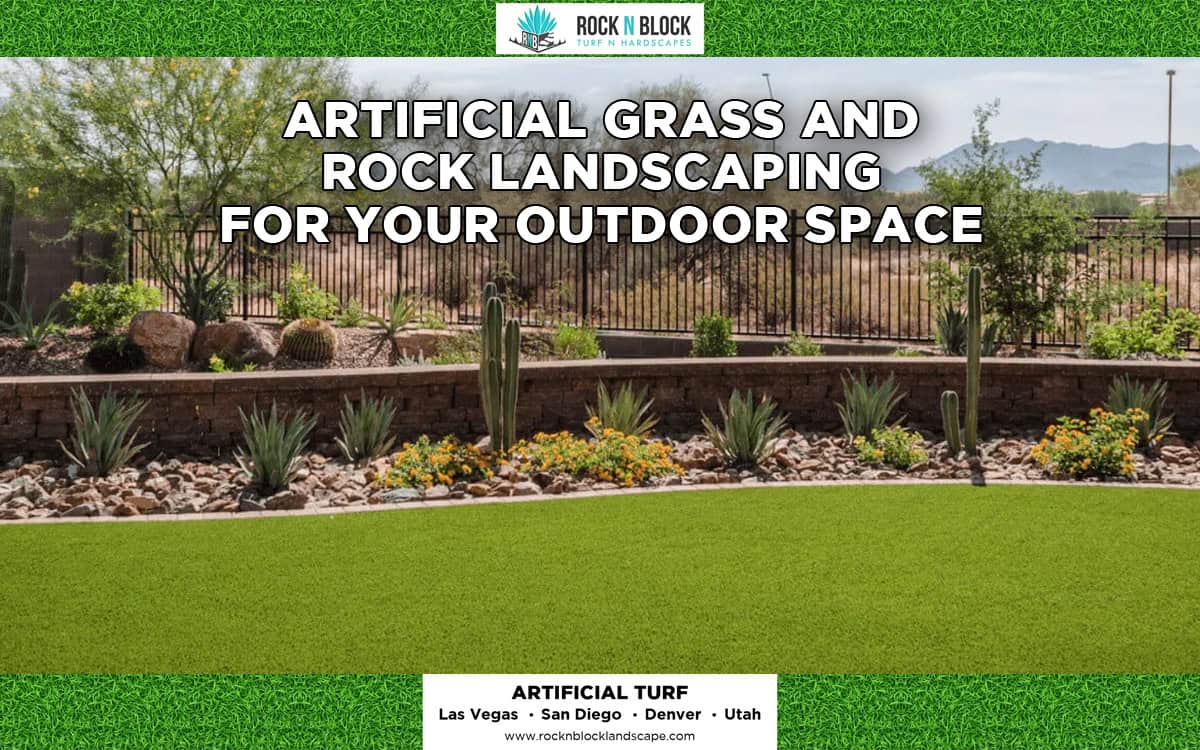 RNB
ROCK N BLOCK
TURF N HARDSCAPES
ARTIFICIAL GRASS AND
ROCK LANDSCAPING
FOR YOUR OUTDOOR SPACE
ARTIFICIAL TURF
Las Vegas • San Diego • Denver • Utah
www.rocknblocklandscape.com